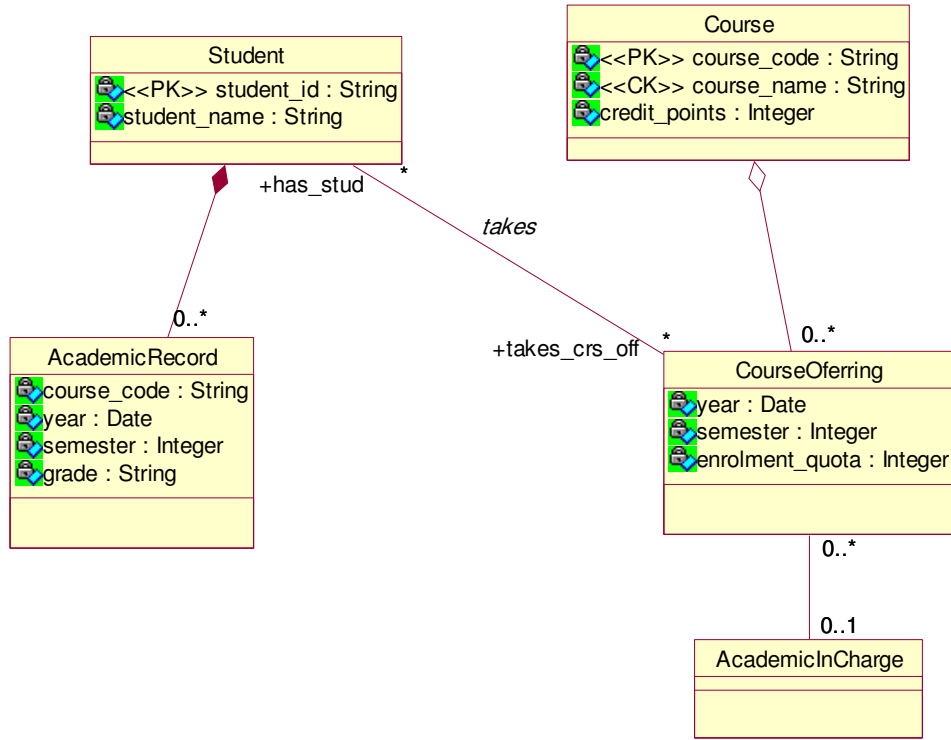 Student
<<PK>> student_id : String
student_name : String
Course
<<PK>> course_code : String
<<CK>> course_name : String
credit_points : Integer
+has_stud
*
takes
*
+takes_crs_off
0..*
AcademicRecord
course_code : String
year : Date
semester : Integer
grade : String
0..*
CourseOferring
year : Date
semester : Integer
enrolment_quota : Integer
0..*
0..1
AcademicInCharge